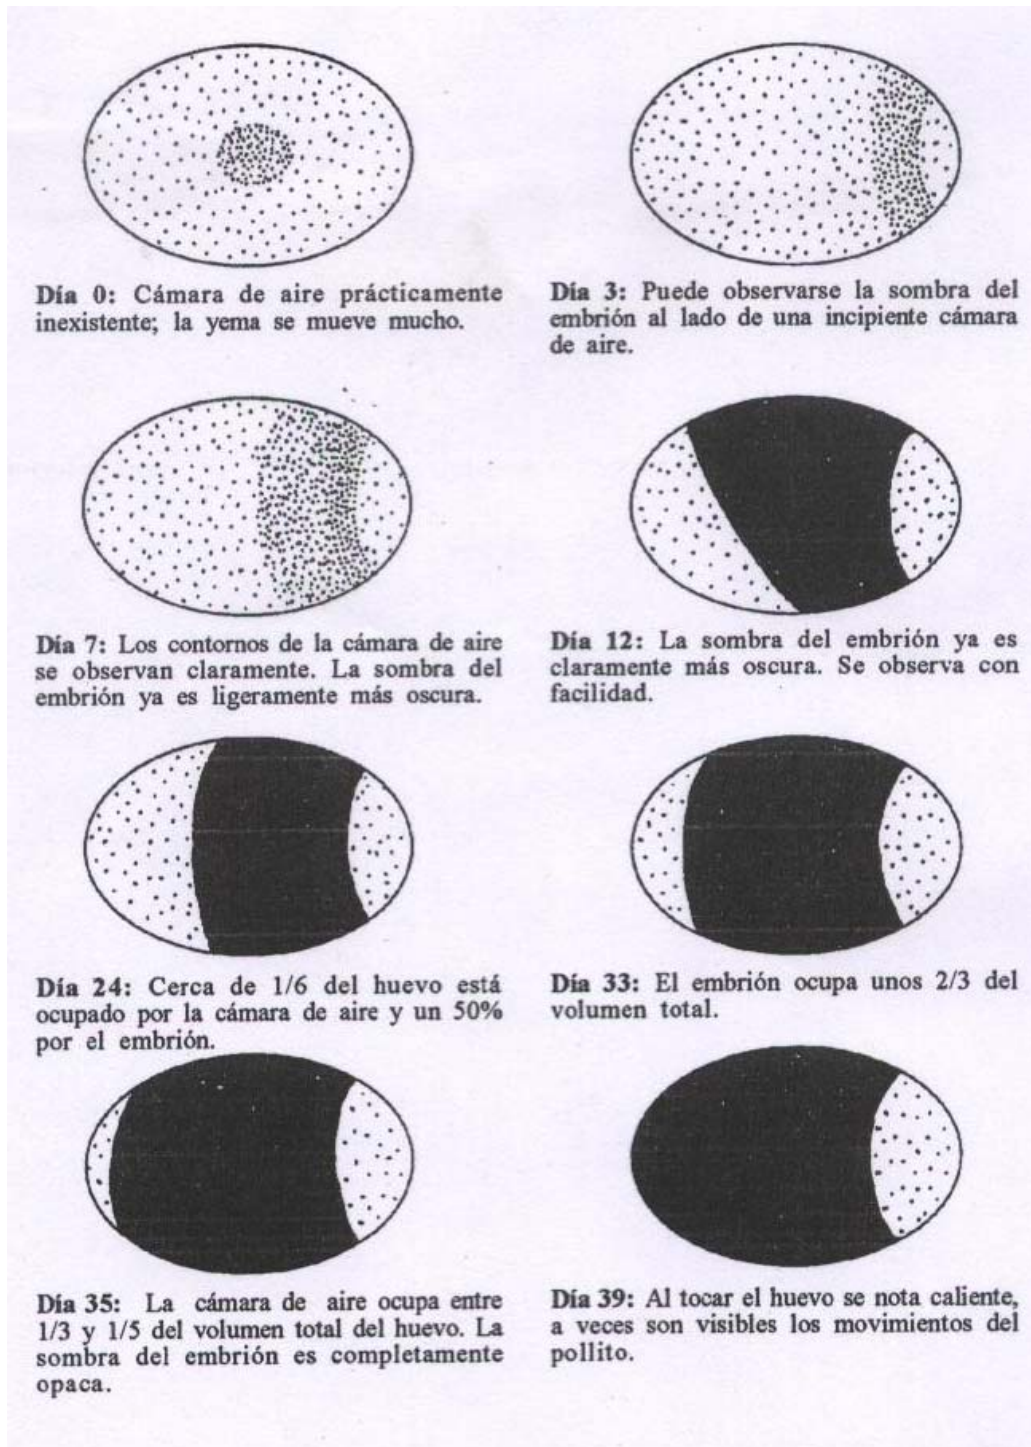 Día 0: Cámara de aire prácticamente
inexistente; la yema se mueve mucho.
Día 3: Puede observarse la sombra del
embrión al lado de una incipiente cámara
de aire.
Día 7: Los contornos de la cámara de aire
se observan claramente. La sombra del
embrión ya es ligeramente más oscura.
Día 12: La sombra del embrión ya es
claramente más oscura. Se observa con
facilidad.
Día 24: Cerca de 1/6 del huevo está
ocupado por la cámara de aire y un 50%
por el embrión.
Día 33: El embrión ocupa unos 2/3 del
volumen total.
Día 35: La cámara de aire ocupa entre
1/3 y 1/5 del volumen total del huevo. La
sombra del embrión es completamente
opaca.
Día 39: Al tocar el huevo se nota caliente,
a veces son visibles los movimientos del
pollito.